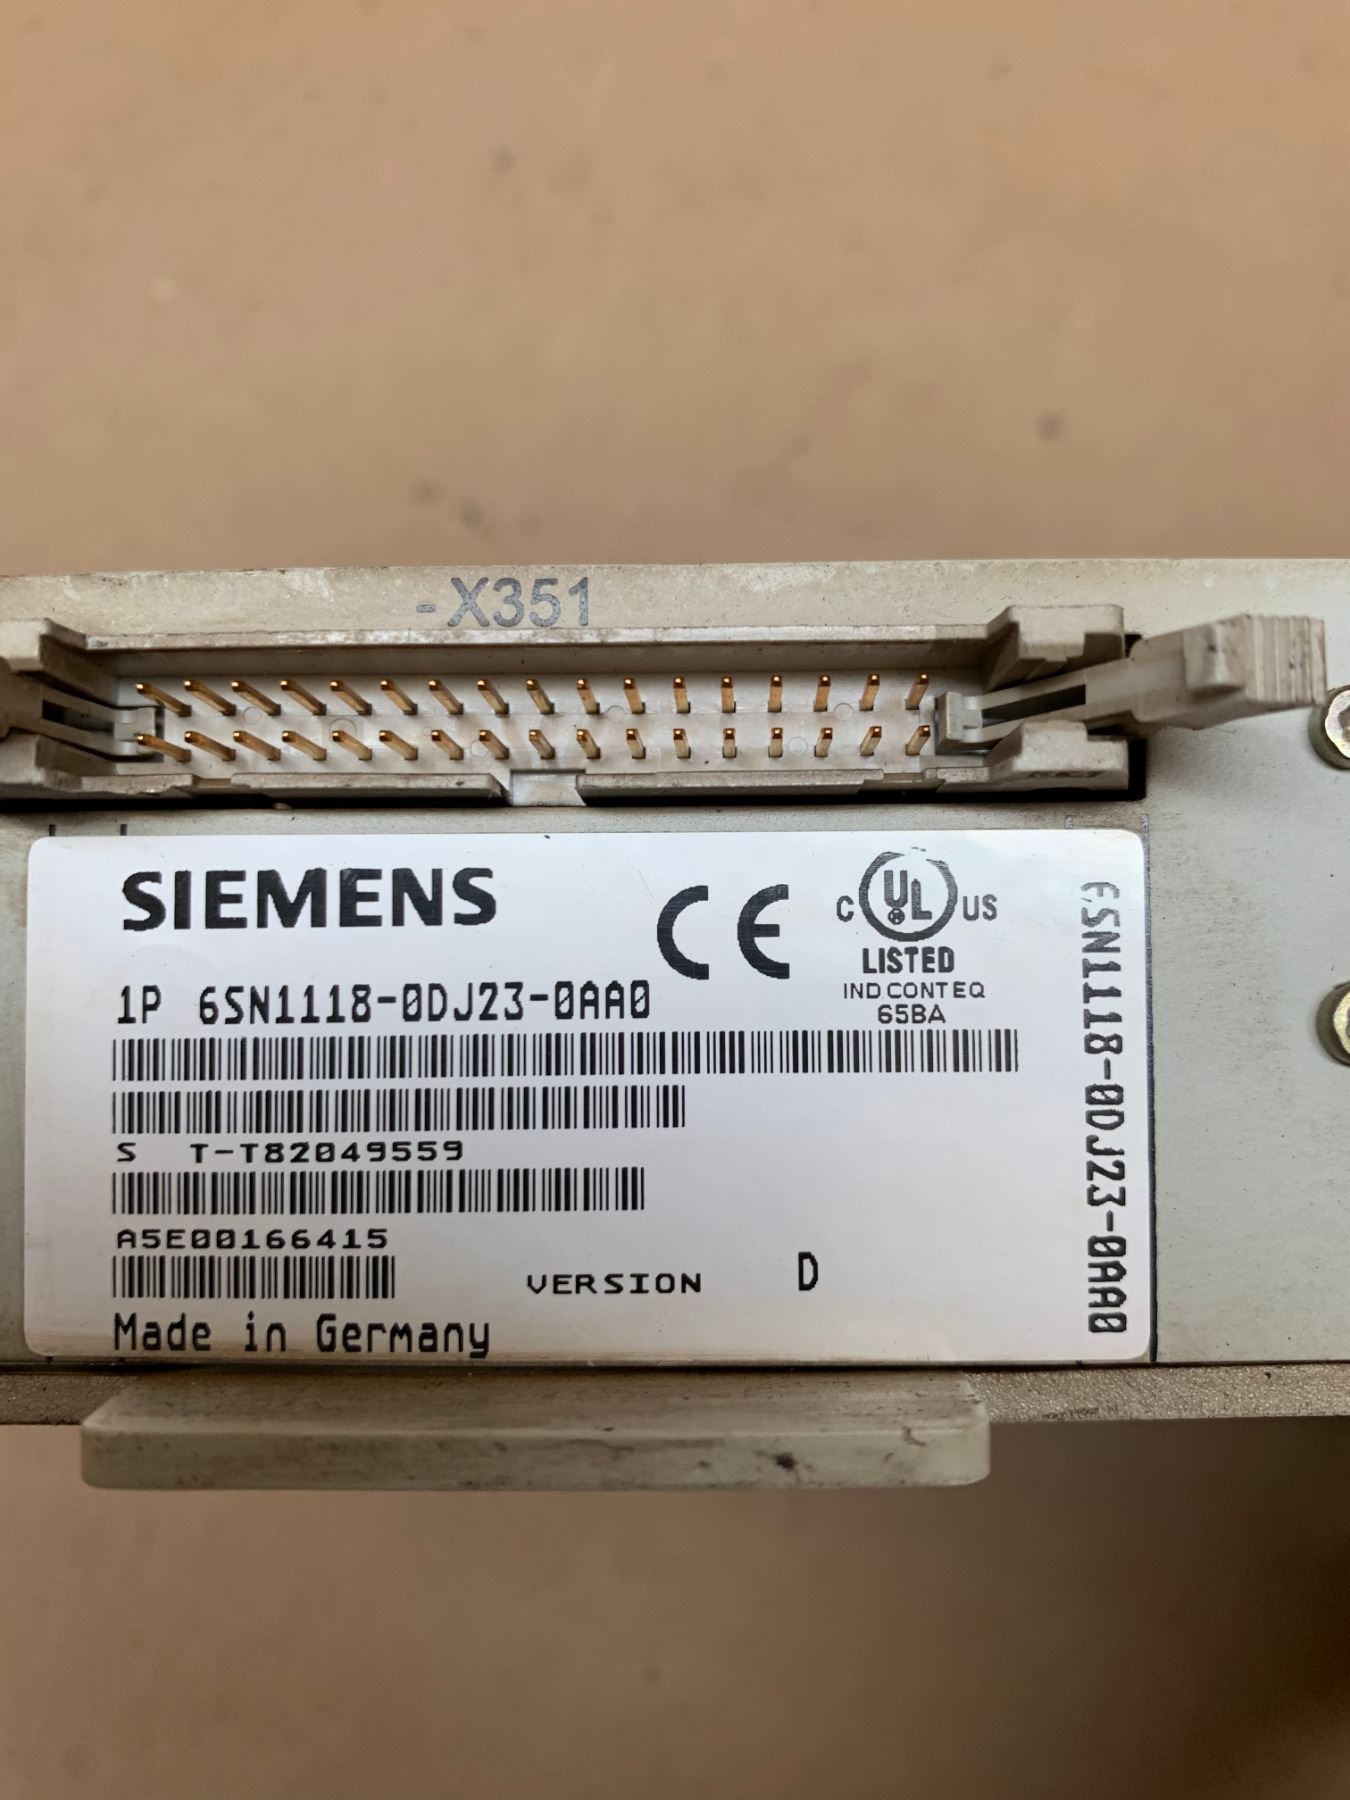 -X351
SIEMENS
C UL US
LISTED
IND.CONT.EQ
65BA
1P 6SN1118-0DJ23-0AA0
S T-T82049559
A5E00166415
VERSION D
Made in Germany
6SN1118-0DJ23-0AA0